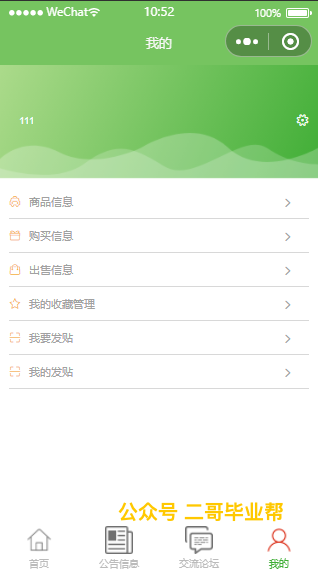 WeChat 10:52 100%
我的
111
商品信息
购买信息
出售信息
我的收藏管理
我要发贴
我的发贴
公众号 二哥毕业帮
首页 公告信息 交流论坛 我的